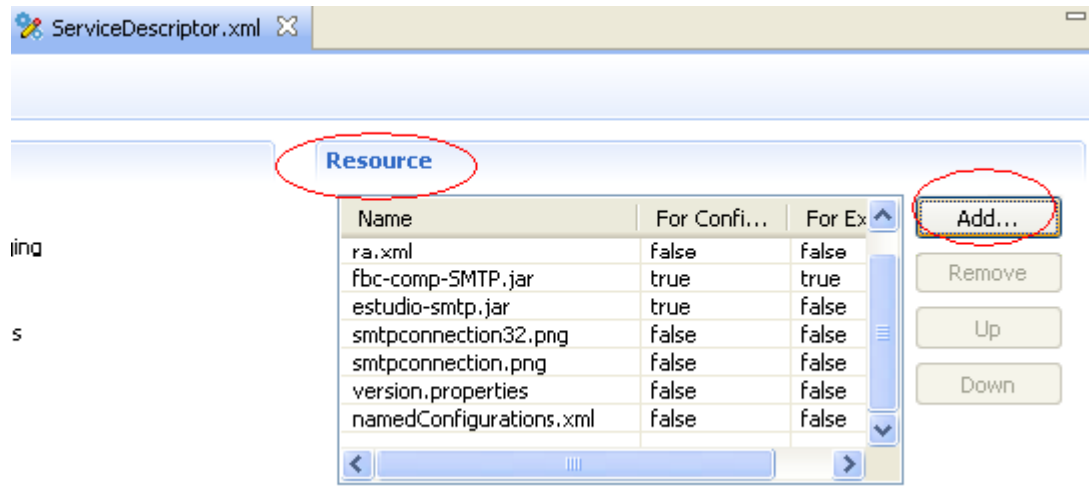 ServiceDescriptor.xml
Resource
Name For Confi... For Ex
Add...
ging
ra.xml false false
fbc-comp-SMTP.jar true true
Remove
estudio-smtp.jar true false
s
smtpconnection32.png false false
Up
smtpconnection.png false false
version.properties false false
Down
namedConfigurations.xml false false